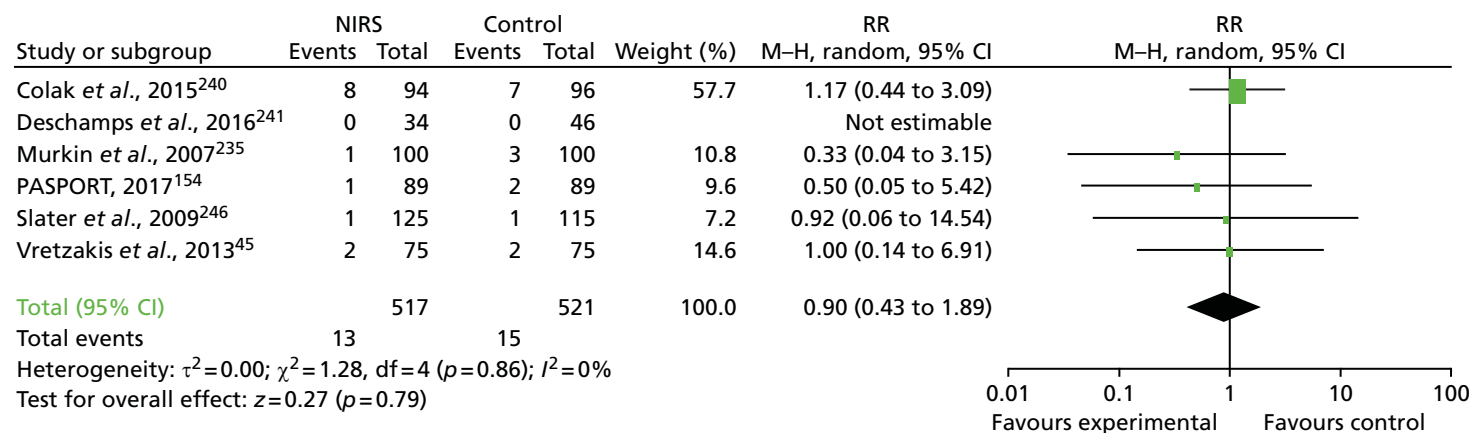 NIRS Control RR RR
Study or subgroup Events Total Events Total Weight (%) M–H, random, 95% CI M–H, random, 95% CI
Colak et al., 2015²⁴⁰ 8 94 7 96 57.7 1.17 (0.44 to 3.09)
Deschamps et al., 2016²⁴¹ 0 34 0 46 Not estimable
Murkin et al., 2007²³⁵ 1 100 3 100 10.8 0.33 (0.04 to 3.15)
PASPORT, 2017¹⁵⁴ 1 89 2 89 9.6 0.50 (0.05 to 5.42)
Slater et al., 2009²⁴⁶ 1 125 1 115 7.2 0.92 (0.06 to 14.54)
Vretzakis et al., 2013⁴⁵ 2 75 2 75 14.6 1.00 (0.14 to 6.91)
Total (95% CI) 517 521 100.0 0.90 (0.43 to 1.89)
Total events 13 15
Heterogeneity: τ²=0.00; χ²=1.28, df=4 (p=0.86); I²=0%
Test for overall effect: z=0.27 (p=0.79)
0.01 0.1 1 10 100
Favours experimental Favours control